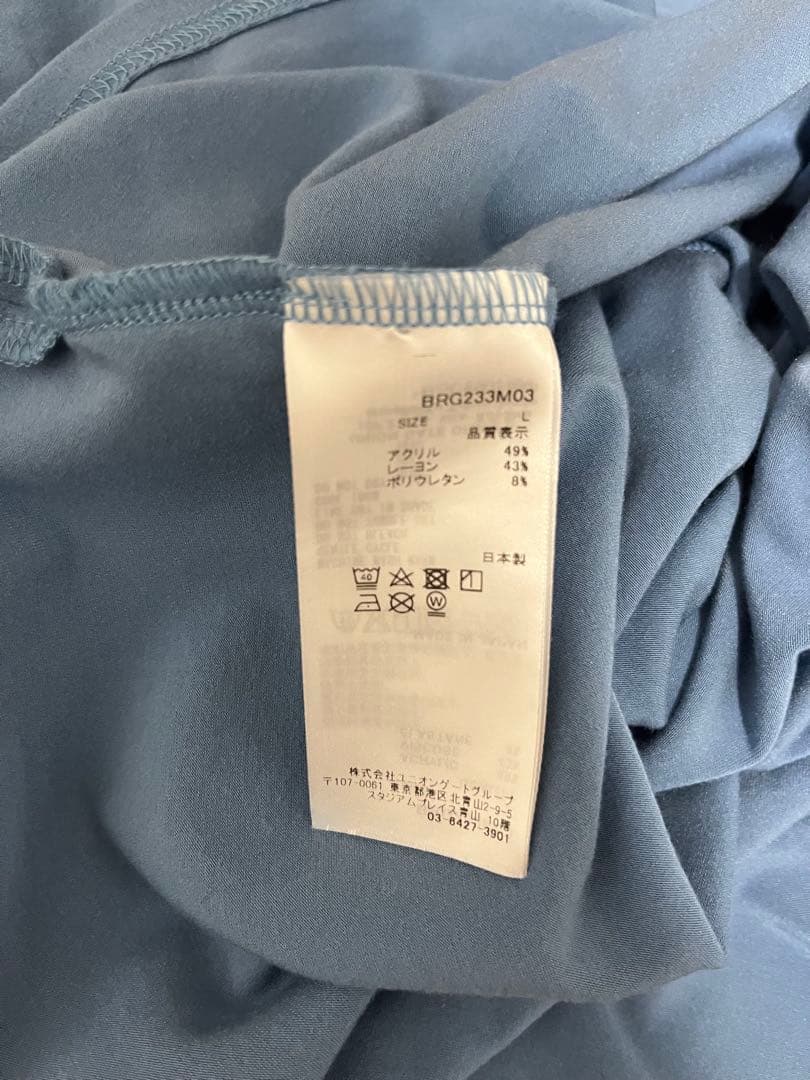 BRG233M03
SIZE L
品質表示
アクリル 49%
レーヨン 43%
ポリウレタン 8%
日本製
40
W
株式会社ユニオンゲートグループ
〒107-0061 東京都港区北青山2-9-5
スタジアムプレイス青山 10階
03-6427-3901